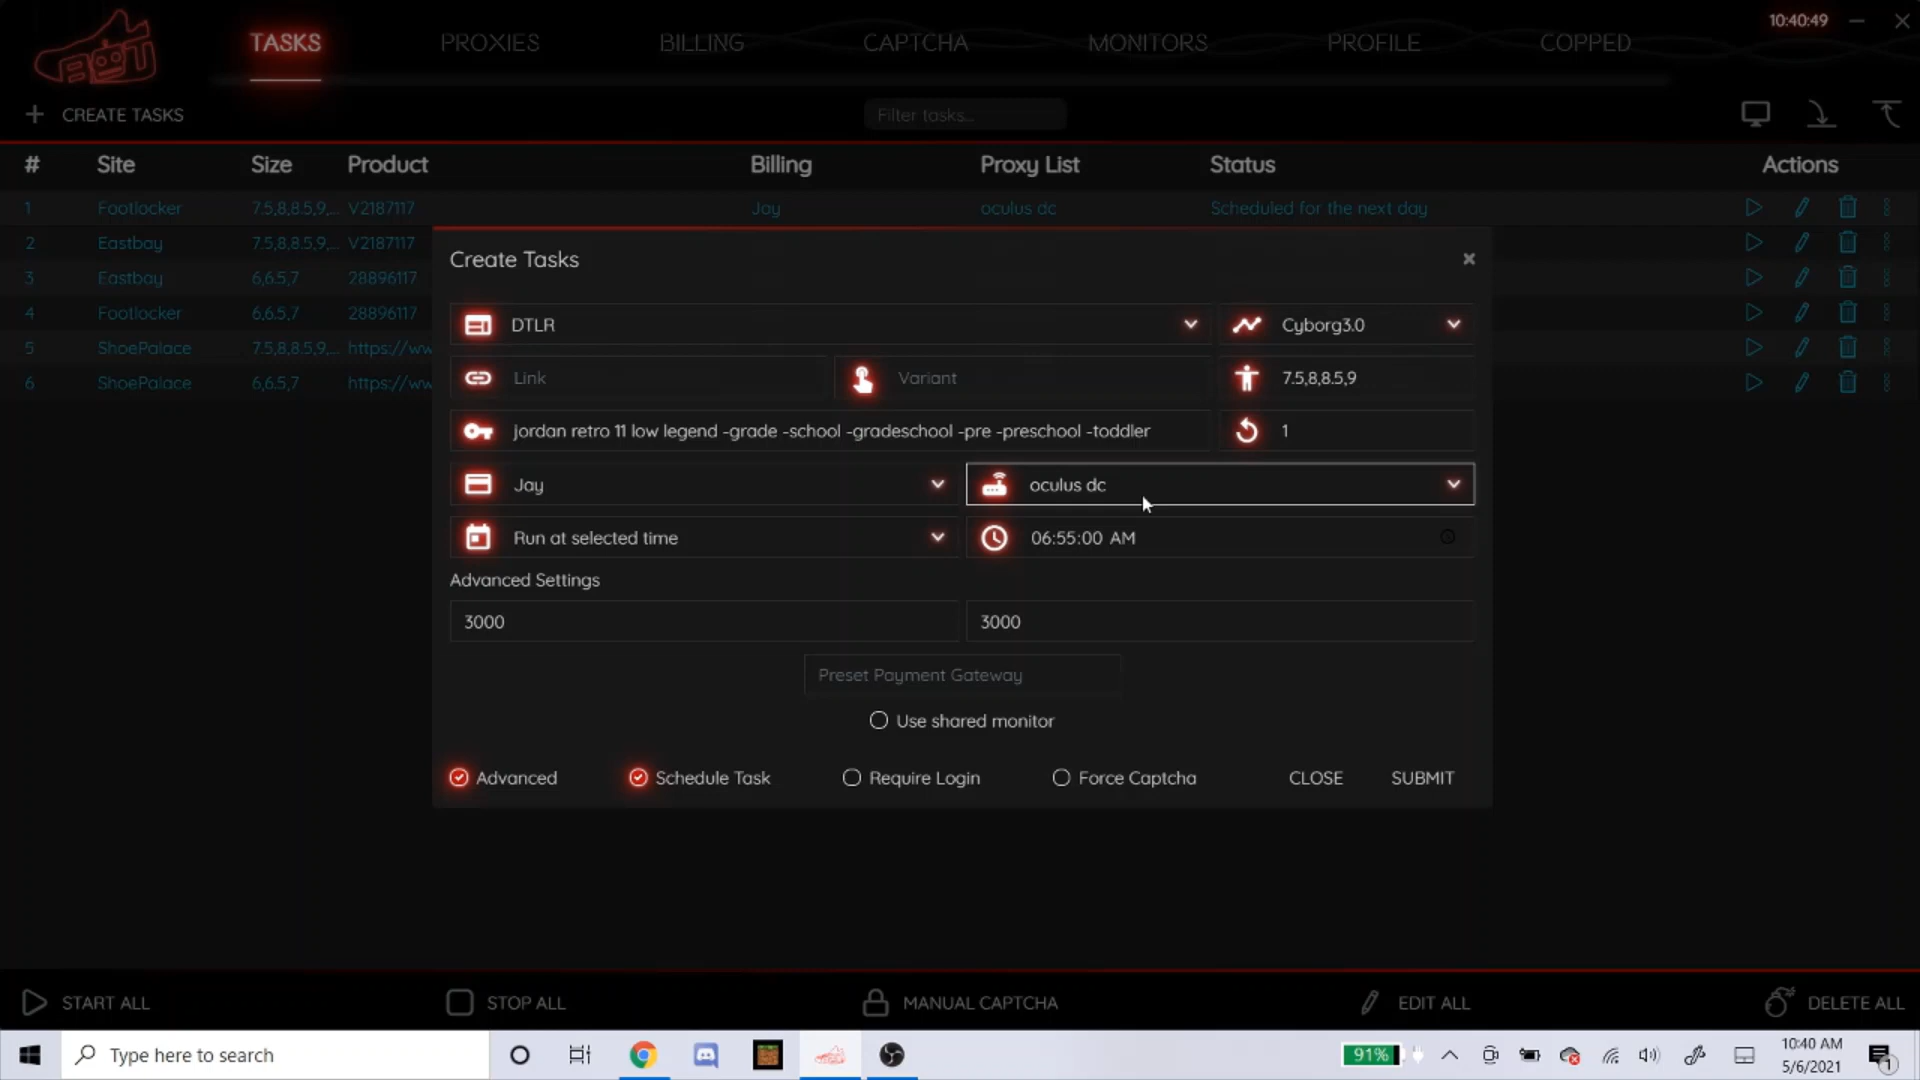 TASKS PROXIES BILLING CAPTCHA MONITORS PROFILE COPPED 10:40:49
CREATE TASKS Filter tasks...
# Site Size Product Billing Proxy List Status Actions
1 Footlocker 7.5,8,8.5,9,... V2187117 Jay oculus dc Scheduled for the next day
2 Eastbay 7.5,8,8.5,9,... V2187117
3 Eastbay 6,6.5,7 28896117
4 Footlocker 6,6.5,7 28896117
5 ShoePalace 7.5,8,8.5,9,... https://ww
6 ShoePalace 6,6.5,7 https://ww
Create Tasks
DTLR Cyborg3.0
Link Variant 7.5,8,8.5,9
jordan retro 11 low legend -grade -school -gradeschool -pre -preschool -toddler 1
Jay oculus dc
Run at selected time 06:55:00 AM
Advanced Settings
3000 3000
Preset Payment Gateway
Use shared monitor
Advanced Schedule Task Require Login Force Captcha CLOSE SUBMIT
START ALL STOP ALL MANUAL CAPTCHA EDIT ALL DELETE ALL
Type here to search 91% 10:40 AM
5/6/2021 1